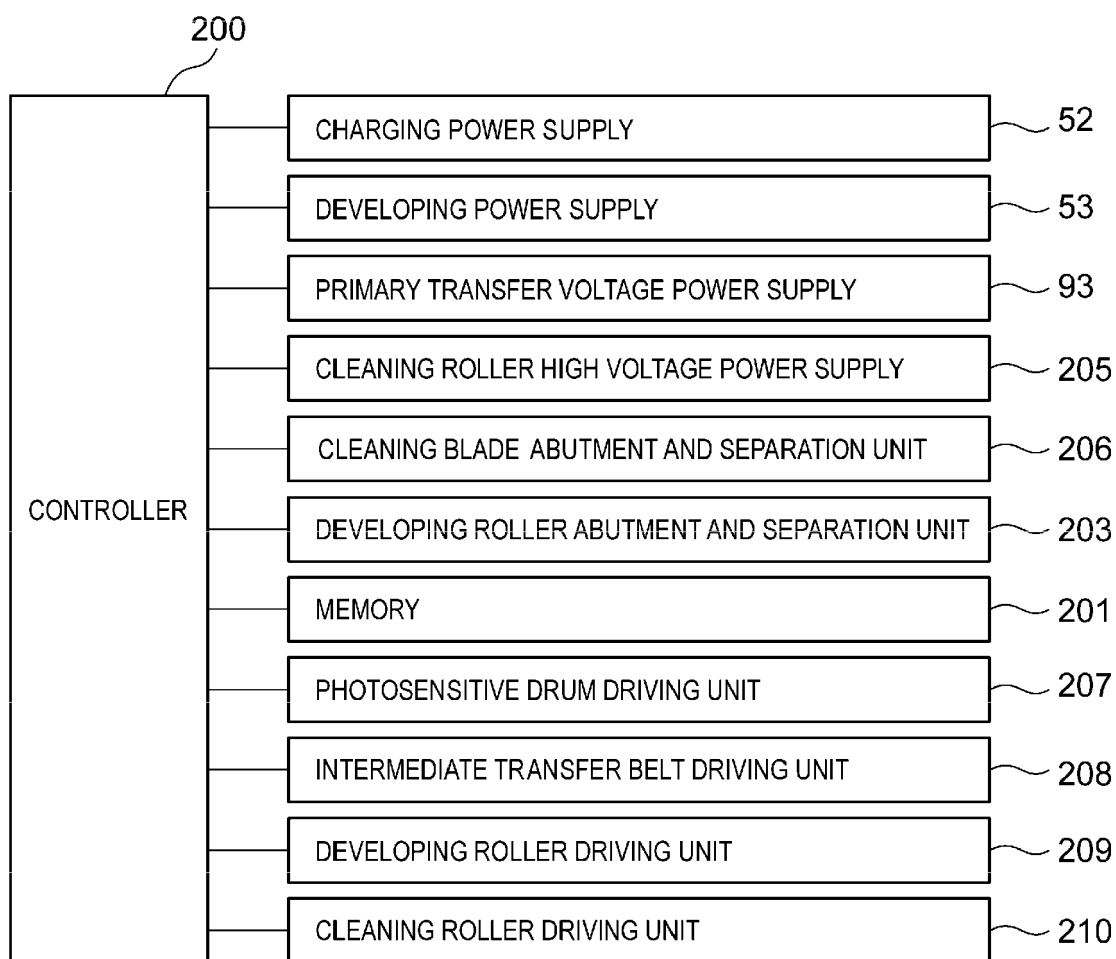 200
CHARGING POWER SUPPLY 52
DEVELOPING POWER SUPPLY 53
PRIMARY TRANSFER VOLTAGE POWER SUPPLY 93
CLEANING ROLLER HIGH VOLTAGE POWER SUPPLY 205
CLEANING BLADE ABUTMENT AND SEPARATION UNIT 206
CONTROLLER
DEVELOPING ROLLER ABUTMENT AND SEPARATION UNIT 203
MEMORY 201
PHOTOSENSITIVE DRUM DRIVING UNIT 207
INTERMEDIATE TRANSFER BELT DRIVING UNIT 208
DEVELOPING ROLLER DRIVING UNIT 209
CLEANING ROLLER DRIVING UNIT 210